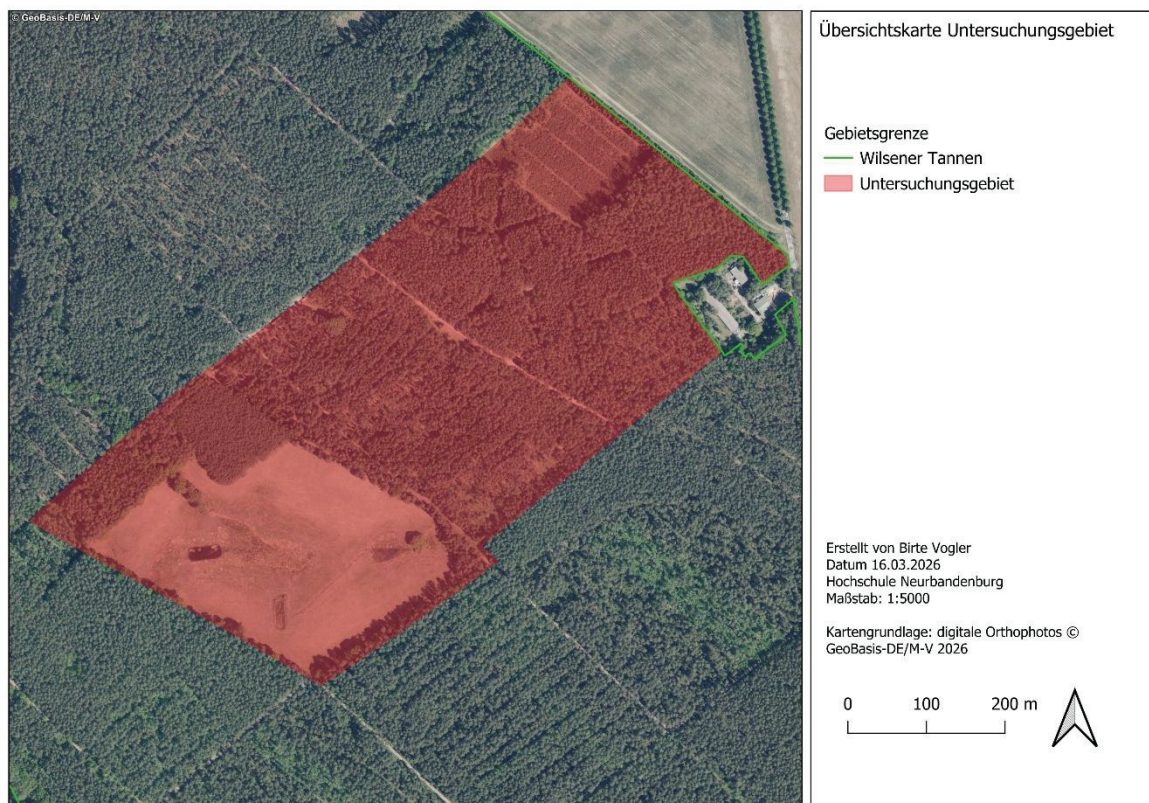 © GeoBasis-DE/M-V
Übersichtskarte Untersuchungsgebiet
Gebietsgrenze
Wilsener Tannen
Untersuchungsgebiet
Erstellt von Birte Vogler
Datum 16.03.2026
Hochschule Neurbandenburg
Maßstab: 1:5000
Kartengrundlage: digitale Orthophotos ©
GeoBasis-DE/M-V 2026
0 100 200 m